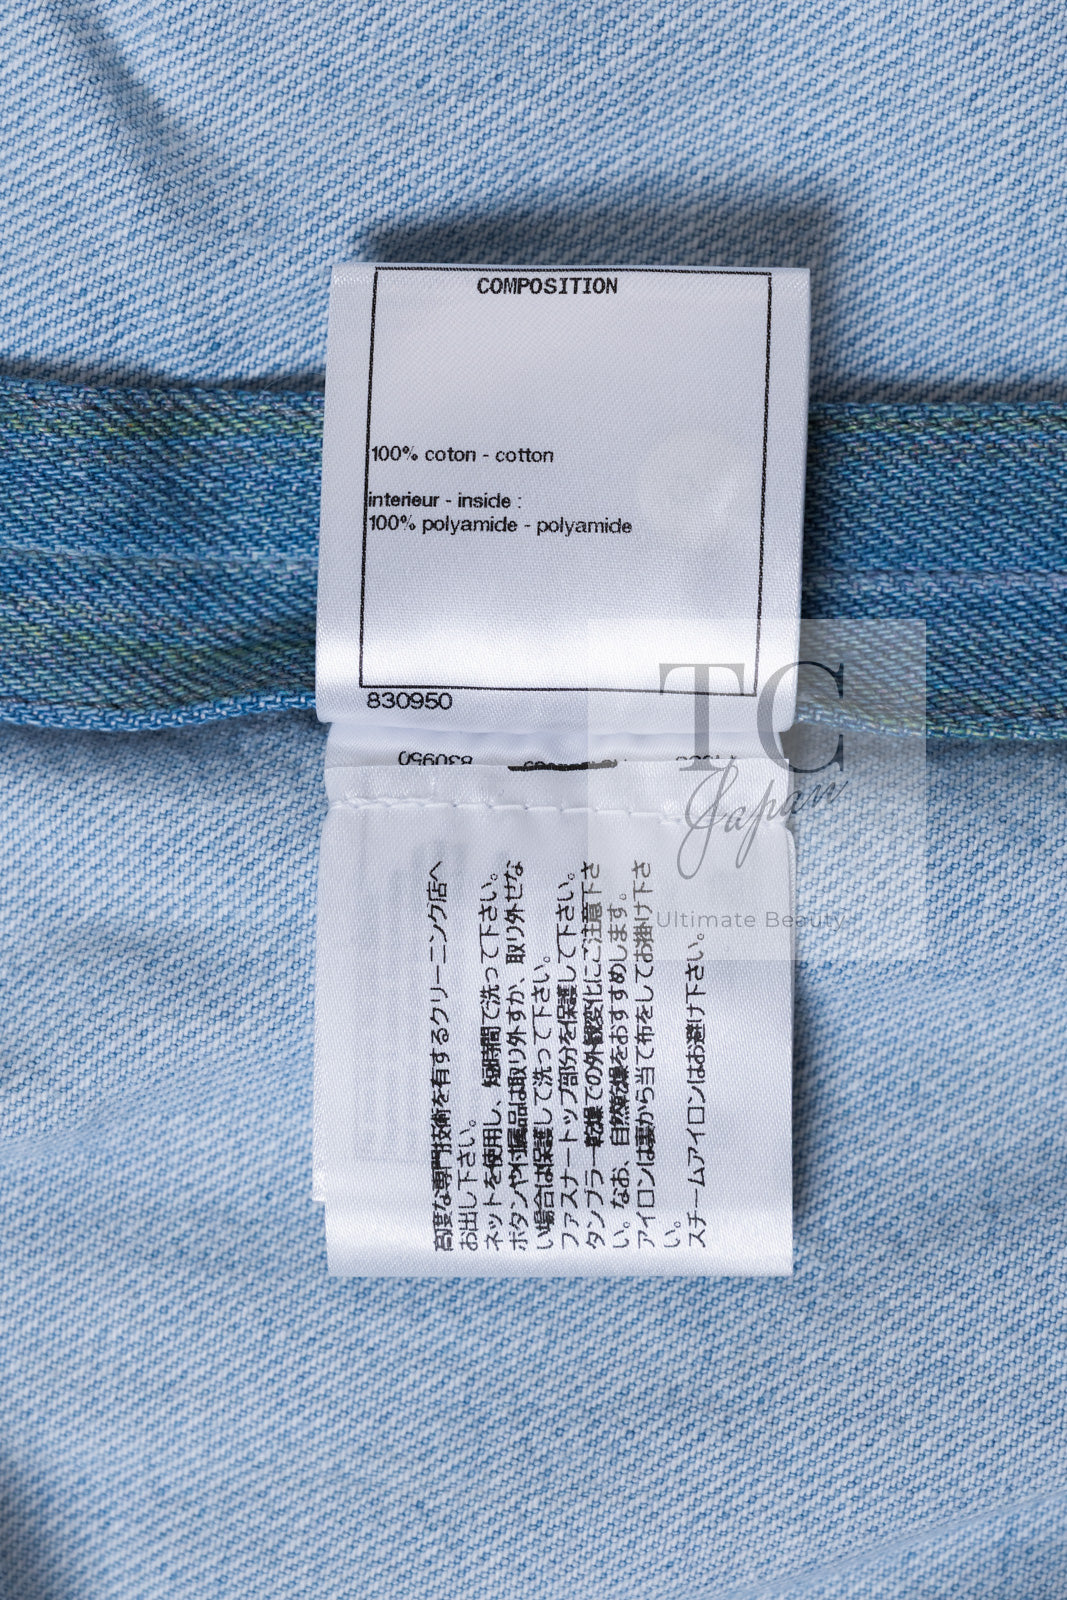 COMPOSITION
100% coton - cotton
interieur - inside :
100% polyamide - polyamide
830950
830950
TC
Japan
Ultimate Beauty
高度な専門技術を有するクリーニング店へ
お出し下さい。
ネットを使用し、短時間で洗って下さい。
ボタンや付属品は取り外すか、取り外せな
い場合は保護して洗って下さい。
ファスナートップ部分を保護して下さい。
タンブラー乾燥での外観変化にご注意下さ
い。なお、自然乾燥をおすすめします。
アイロンは裏から当て布をしてお掛け下さ
い。
スチームアイロンはお避け下さい。